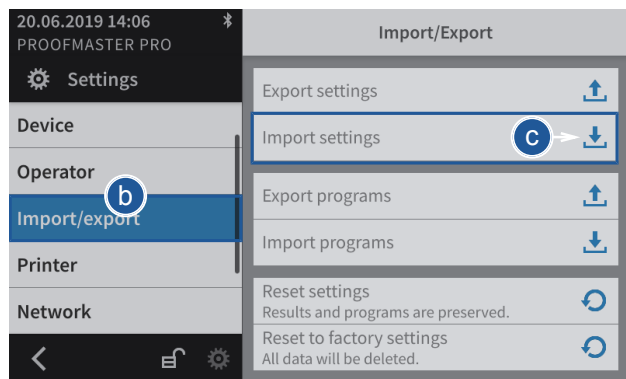 20.06.2019 14:06
PROOFMASTER PRO
Settings
Device
Operator
b
Import/export
Printer
Network
Import/Export
Export settings
Import settings
c
Export programs
Import programs
Reset settings
Results and programs are preserved.
Reset to factory settings
All data will be deleted.